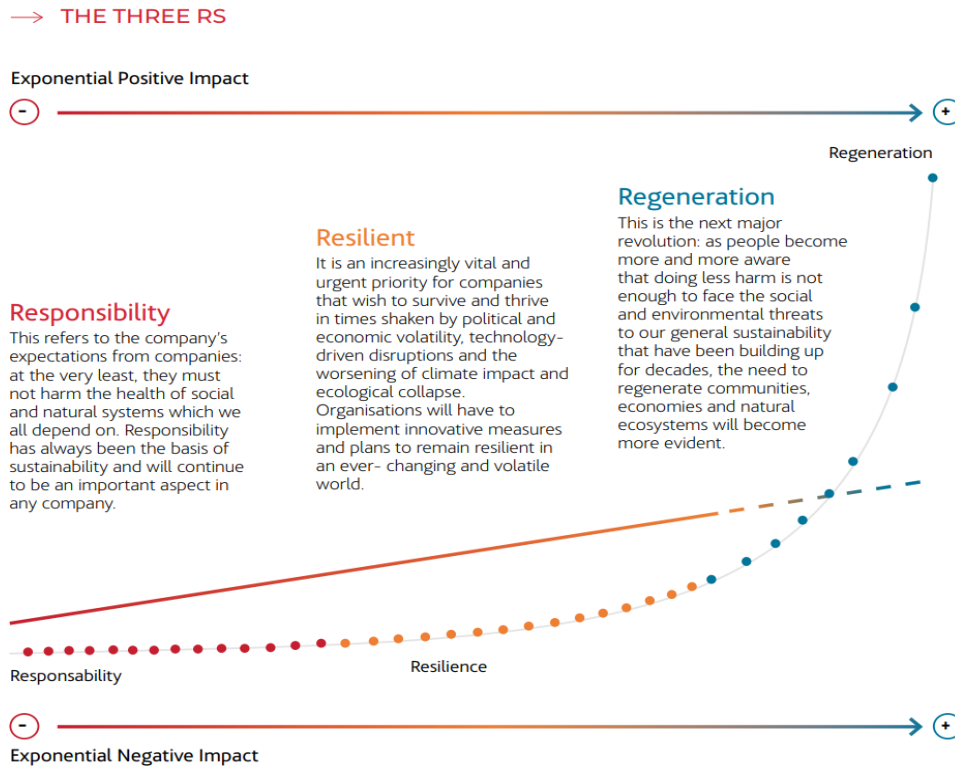 THE THREE RS
Exponential Positive Impact
-
+
Regeneration
Regeneration
This is the next major
revolution: as people become
more and more aware
that doing less harm is not
enough to face the social
and environmental threats
to our general sustainability
that have been building up
for decades, the need to
regenerate communities,
economies and natural
ecosystems will become
more evident.
Resilient
It is an increasingly vital and
urgent priority for companies
that wish to survive and thrive
in times shaken by political and
economic volatility, technology-
driven disruptions and the
worsening of climate impact and
ecological collapse.
Organisations will have to
implement innovative measures
and plans to remain resilient in
an ever- changing and volatile
world.
Responsibility
This refers to the company's
expectations from companies:
at the very least, they must
not harm the health of social
and natural systems which we
all depend on. Responsibility
has always been the basis of
sustainability and will continue
to be an important aspect in
any company.
Responsability
Resilience
-
+
Exponential Negative Impact